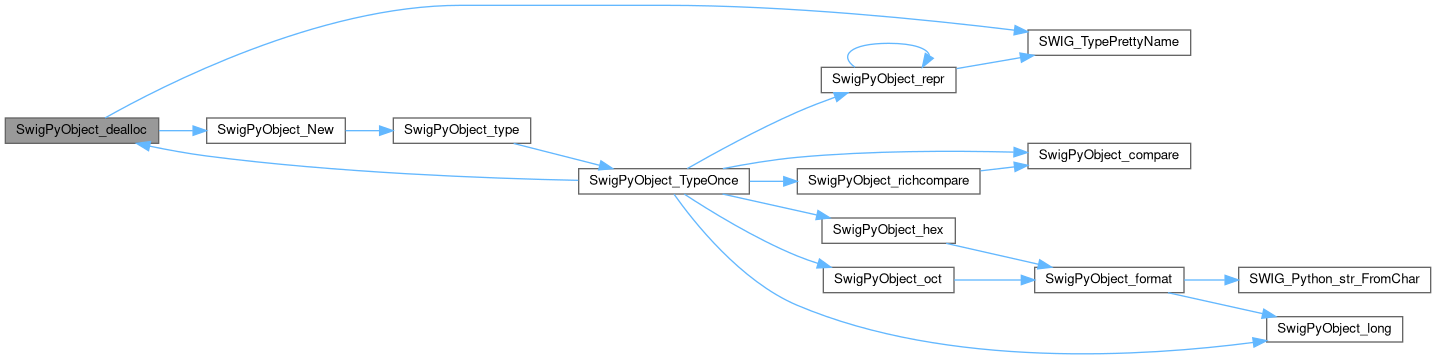 SwigPyObject_dealloc
SwigPyObject_New
SwigPyObject_type
SwigPyObject_TypeOnce
SwigPyObject_repr
SWIG_TypePrettyName
SwigPyObject_compare
SwigPyObject_richcompare
SwigPyObject_hex
SwigPyObject_oct
SwigPyObject_format
SWIG_Python_str_FromChar
SwigPyObject_long